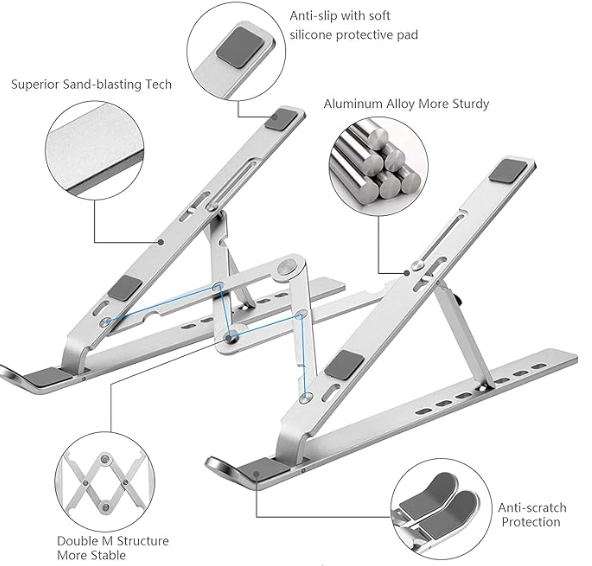 Anti-slip with soft
silicone protective pad
Superior Sand-blasting Tech
Aluminum Alloy More Sturdy
Double M Structure
More Stable
Anti-scratch
Protection